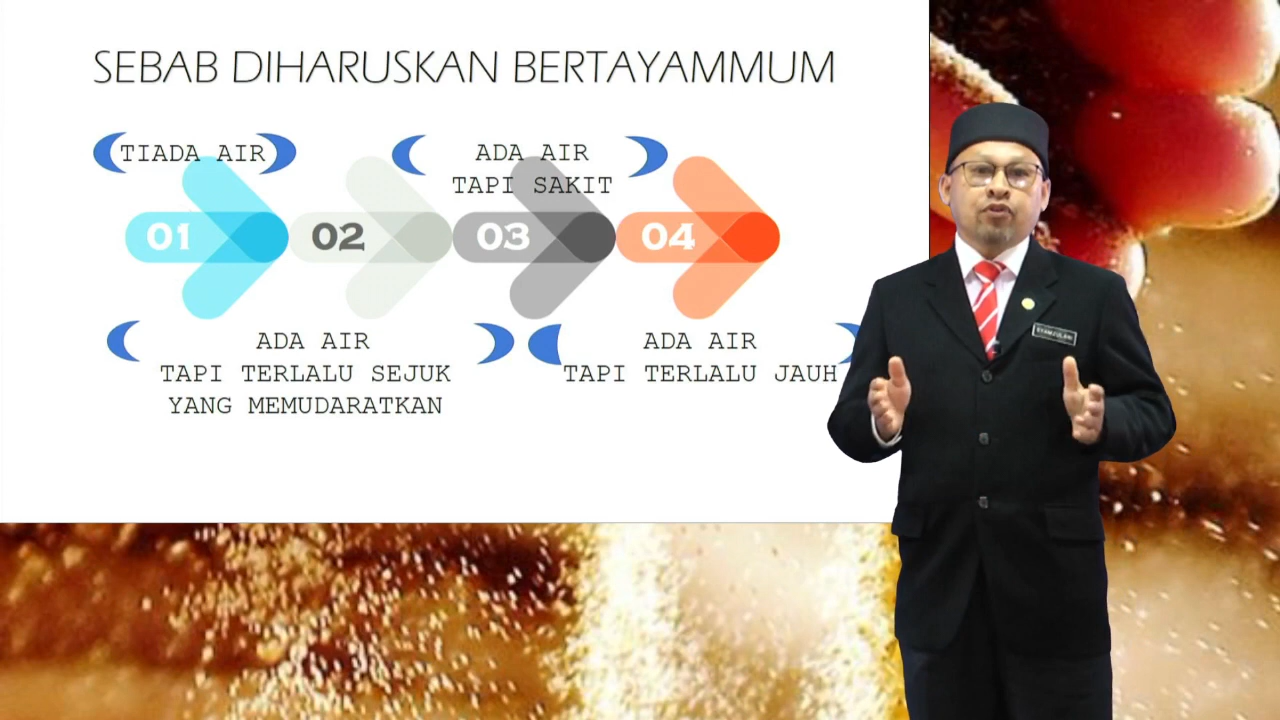 SEBAB DIHARUSKAN BERTAYAMMUM
TIADA AIR
ADA AIR
TAPI SAKIT
01
02
03
04
ADA AIR
TAPI TERLALU SEJUK
YANG MEMUDARATKAN
ADA AIR
TAPI TERLALU JAUH